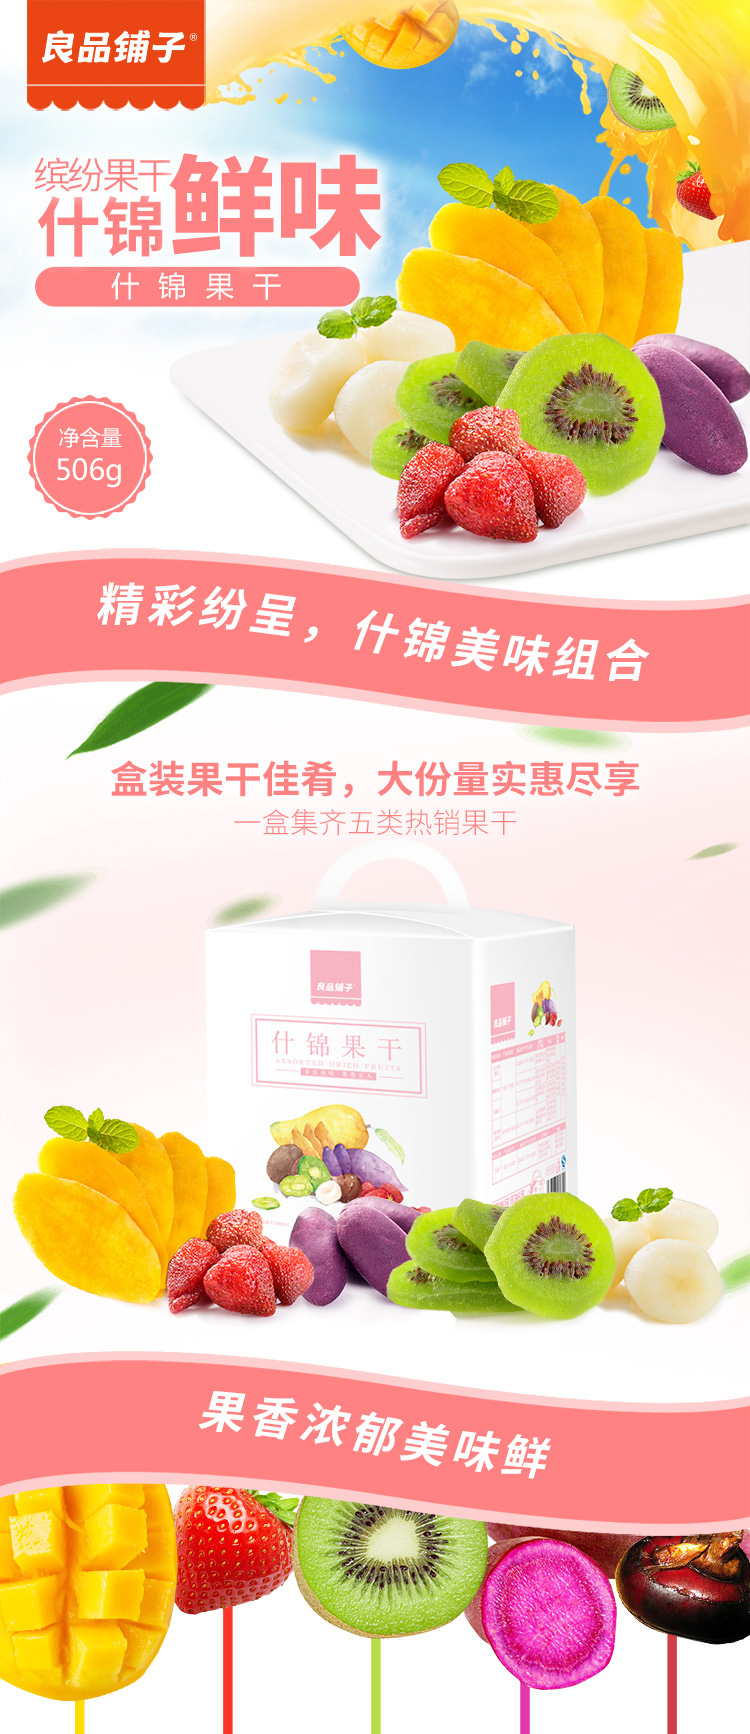 良品铺子®
缤纷果干
什锦鲜味
什锦果干
净含量
506g
精彩纷呈，什锦美味组合
盒装果干佳肴，大份量实惠尽享
一盒集齐五类热销果干
良品铺子
什锦果干
ASSORTED DRIED FRUITS
良品铺子
果香浓郁美味鲜